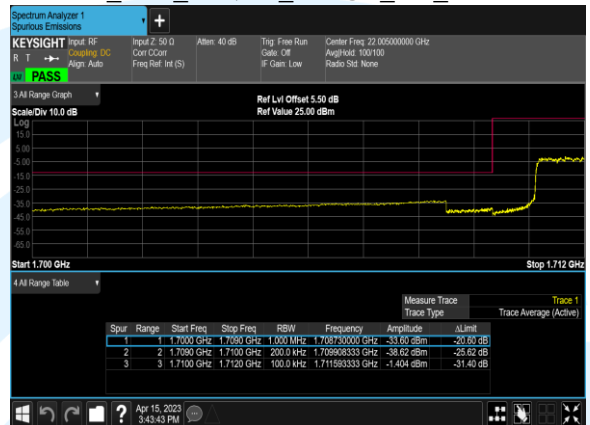 Spectrum Analyzer 1
Spurious Emissions
+
KEYSIGHT Input: RF Input Z: 50 Ω Atten: 40 dB Trig: Free Run Center Freq: 22.005000000 GHz
R T Coupling: DC Corr CCorr Gate: Off Avg|Hold: 100/100
Align: Auto Freq Ref: Int (S) IF Gain: Low Radio Std: None
PASS
3 All Range Graph
Ref Lvl Offset 5.50 dB
Scale/Div 10.0 dB Ref Value 25.00 dBm
Log
15.0
5.00
-5.00
-15.0
-25.0
-35.0
-45.0
-55.0
-65.0
Start 1.700 GHz Stop 1.712 GHz
4 All Range Table
Measure Trace Trace 1
Trace Type Trace Average (Active)
Spur Range Start Freq Stop Freq RBW Frequency Amplitude ΔLimit
1 1 1.7000 GHz 1.7090 GHz 1.000 MHz 1.708730000 GHz -33.60 dBm -20.60 dB
2 2 1.7090 GHz 1.7100 GHz 200.0 kHz 1.709908333 GHz -38.62 dBm -25.62 dB
3 3 1.7100 GHz 1.7120 GHz 100.0 kHz 1.711593333 GHz -1.404 dBm -31.40 dB
? Apr 15, 2023
3:43:43 PM